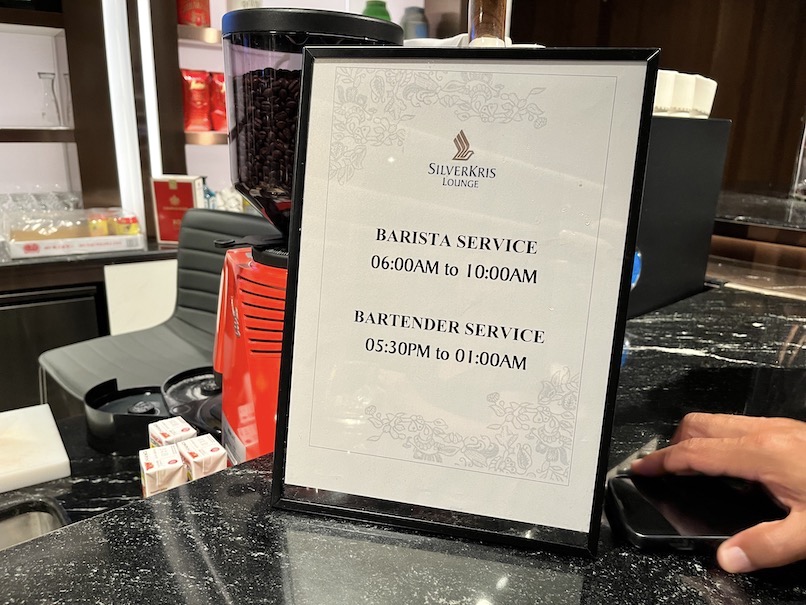 SILVERKRIS
LOUNGE
BARISTA SERVICE
06:00AM to 10:00AM
BARTENDER SERVICE
05:30PM to 01:00AM